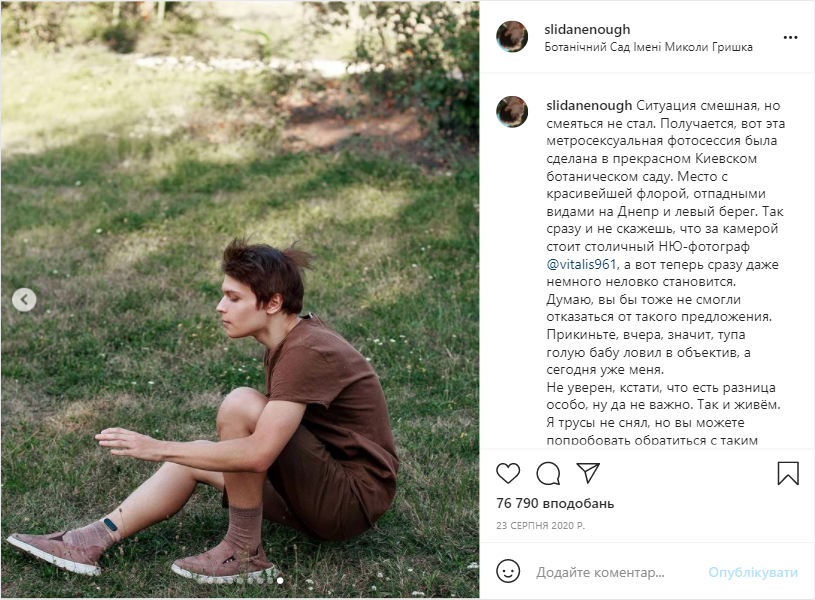 slidanenough
Ботанічний Сад Імені Миколи Гришка
slidanenough Ситуация смешная, но
смеяться не стал. Получается, вот эта
метросексуальная фотосессия была
сделана в прекрасном Киевском
ботаническом саду. Место с
красивейшей флорой, отпадными
видами на Днепр и левый берег. Так
сразу и не скажешь, что за камерой
стоит столичный НЮ-фотограф
@vitalis961, а вот теперь сразу даже
немного неловко становится.
Думаю, вы бы тоже не смогли
отказаться от такого предложения.
Прикиньте, вчера, значит, тупа
голую бабу ловил в объектив, а
сегодня уже меня.
Не уверен, кстати, что есть разница
особо, ну да не важно. Так и живём.
Я трусы не снял, но вы можете
попробовать обратиться с таким
76 790 вподобань
23 СЕРПНЯ 2020 Р.
Додайте коментар...
Опублікувати